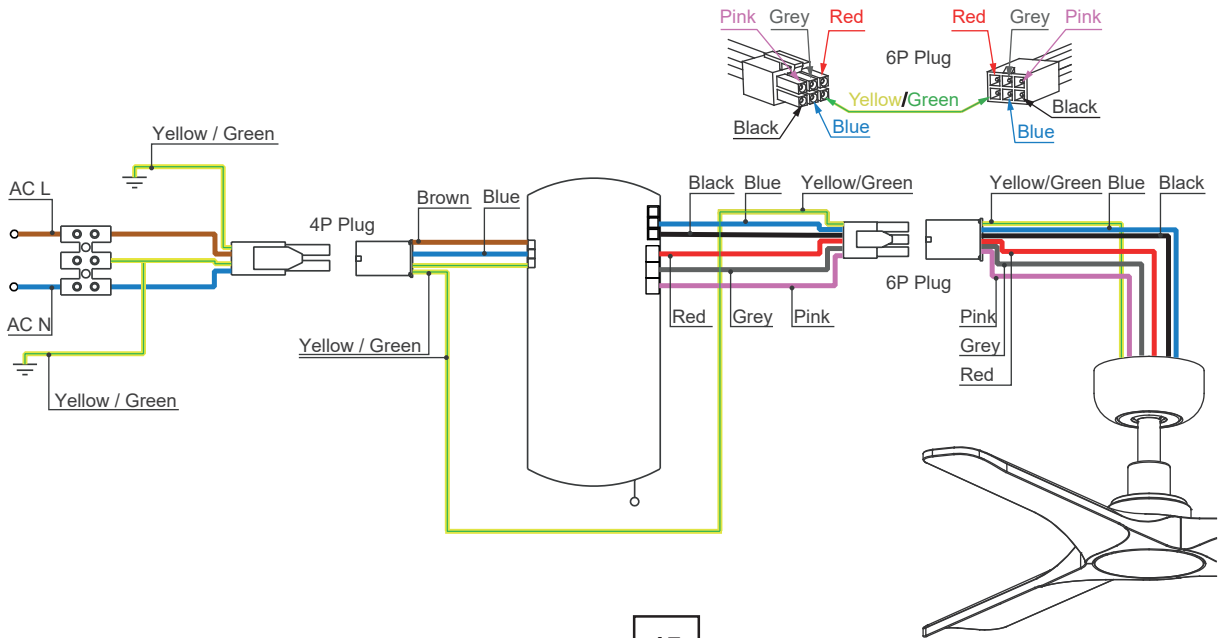 Pink Grey Red
Red Grey Pink
6P Plug
Yellow/Green
Black
Blue
Black
Blue
Yellow / Green
AC L
4P Plug
Brown Blue
Black Blue Yellow/Green
Yellow/Green Blue Black
AC N
Yellow / Green
Yellow / Green
Red Grey Pink
6P Plug
Pink
Grey
Red